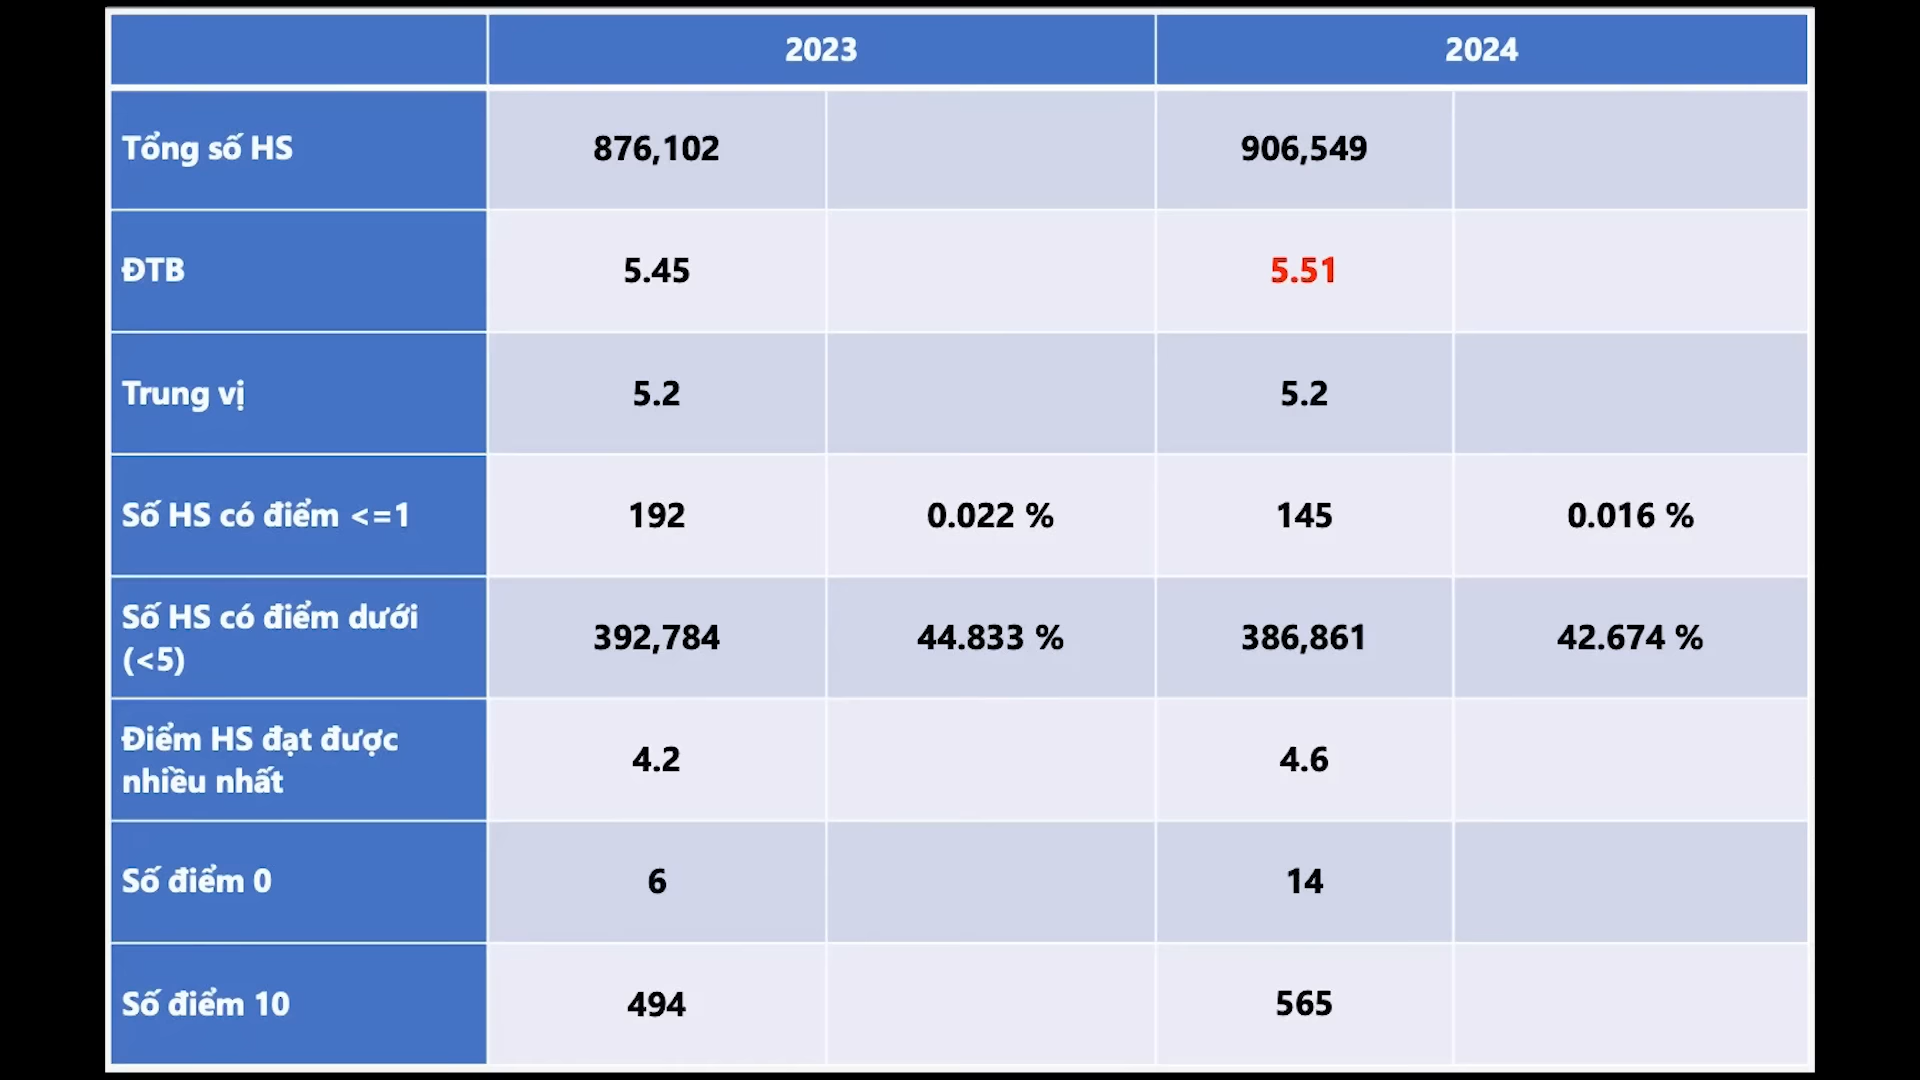 2023 2024
Tổng số HS 876,102 906,549
ĐTB 5.45 5.51
Trung vị 5.2 5.2
Số HS có điểm <=1 192 0.022 % 145 0.016 %
Số HS có điểm dưới
(<5) 392,784 44.833 % 386,861 42.674 %
Điểm HS đạt được
nhiều nhất 4.2 4.6
Số điểm 0 6 14
Số điểm 10 494 565